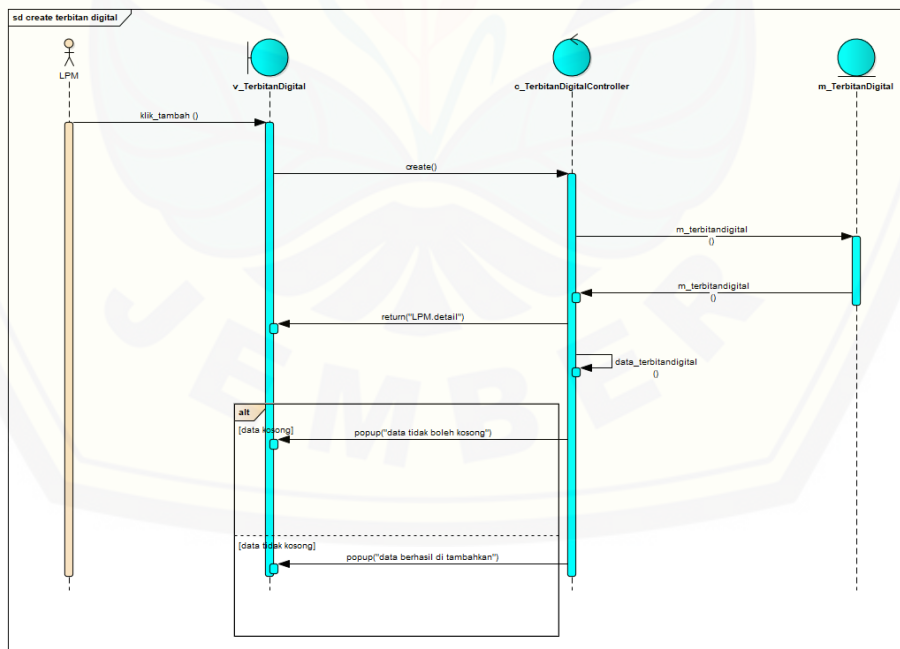 sd create terbitan digital
LPM
v_TerbitanDigital
c_TerbitanDigitalController
m_TerbitanDigital
klik_tambah ()
create()
m_terbitandigital
()
m_terbitandigital
()
return("LPM.detail")
data_terbitandigital
()
alt
[data kosong]
popup("data tidak boleh kosong")
[data tidak kosong]
popup("data berhasil di tambahkan")
JEMBER